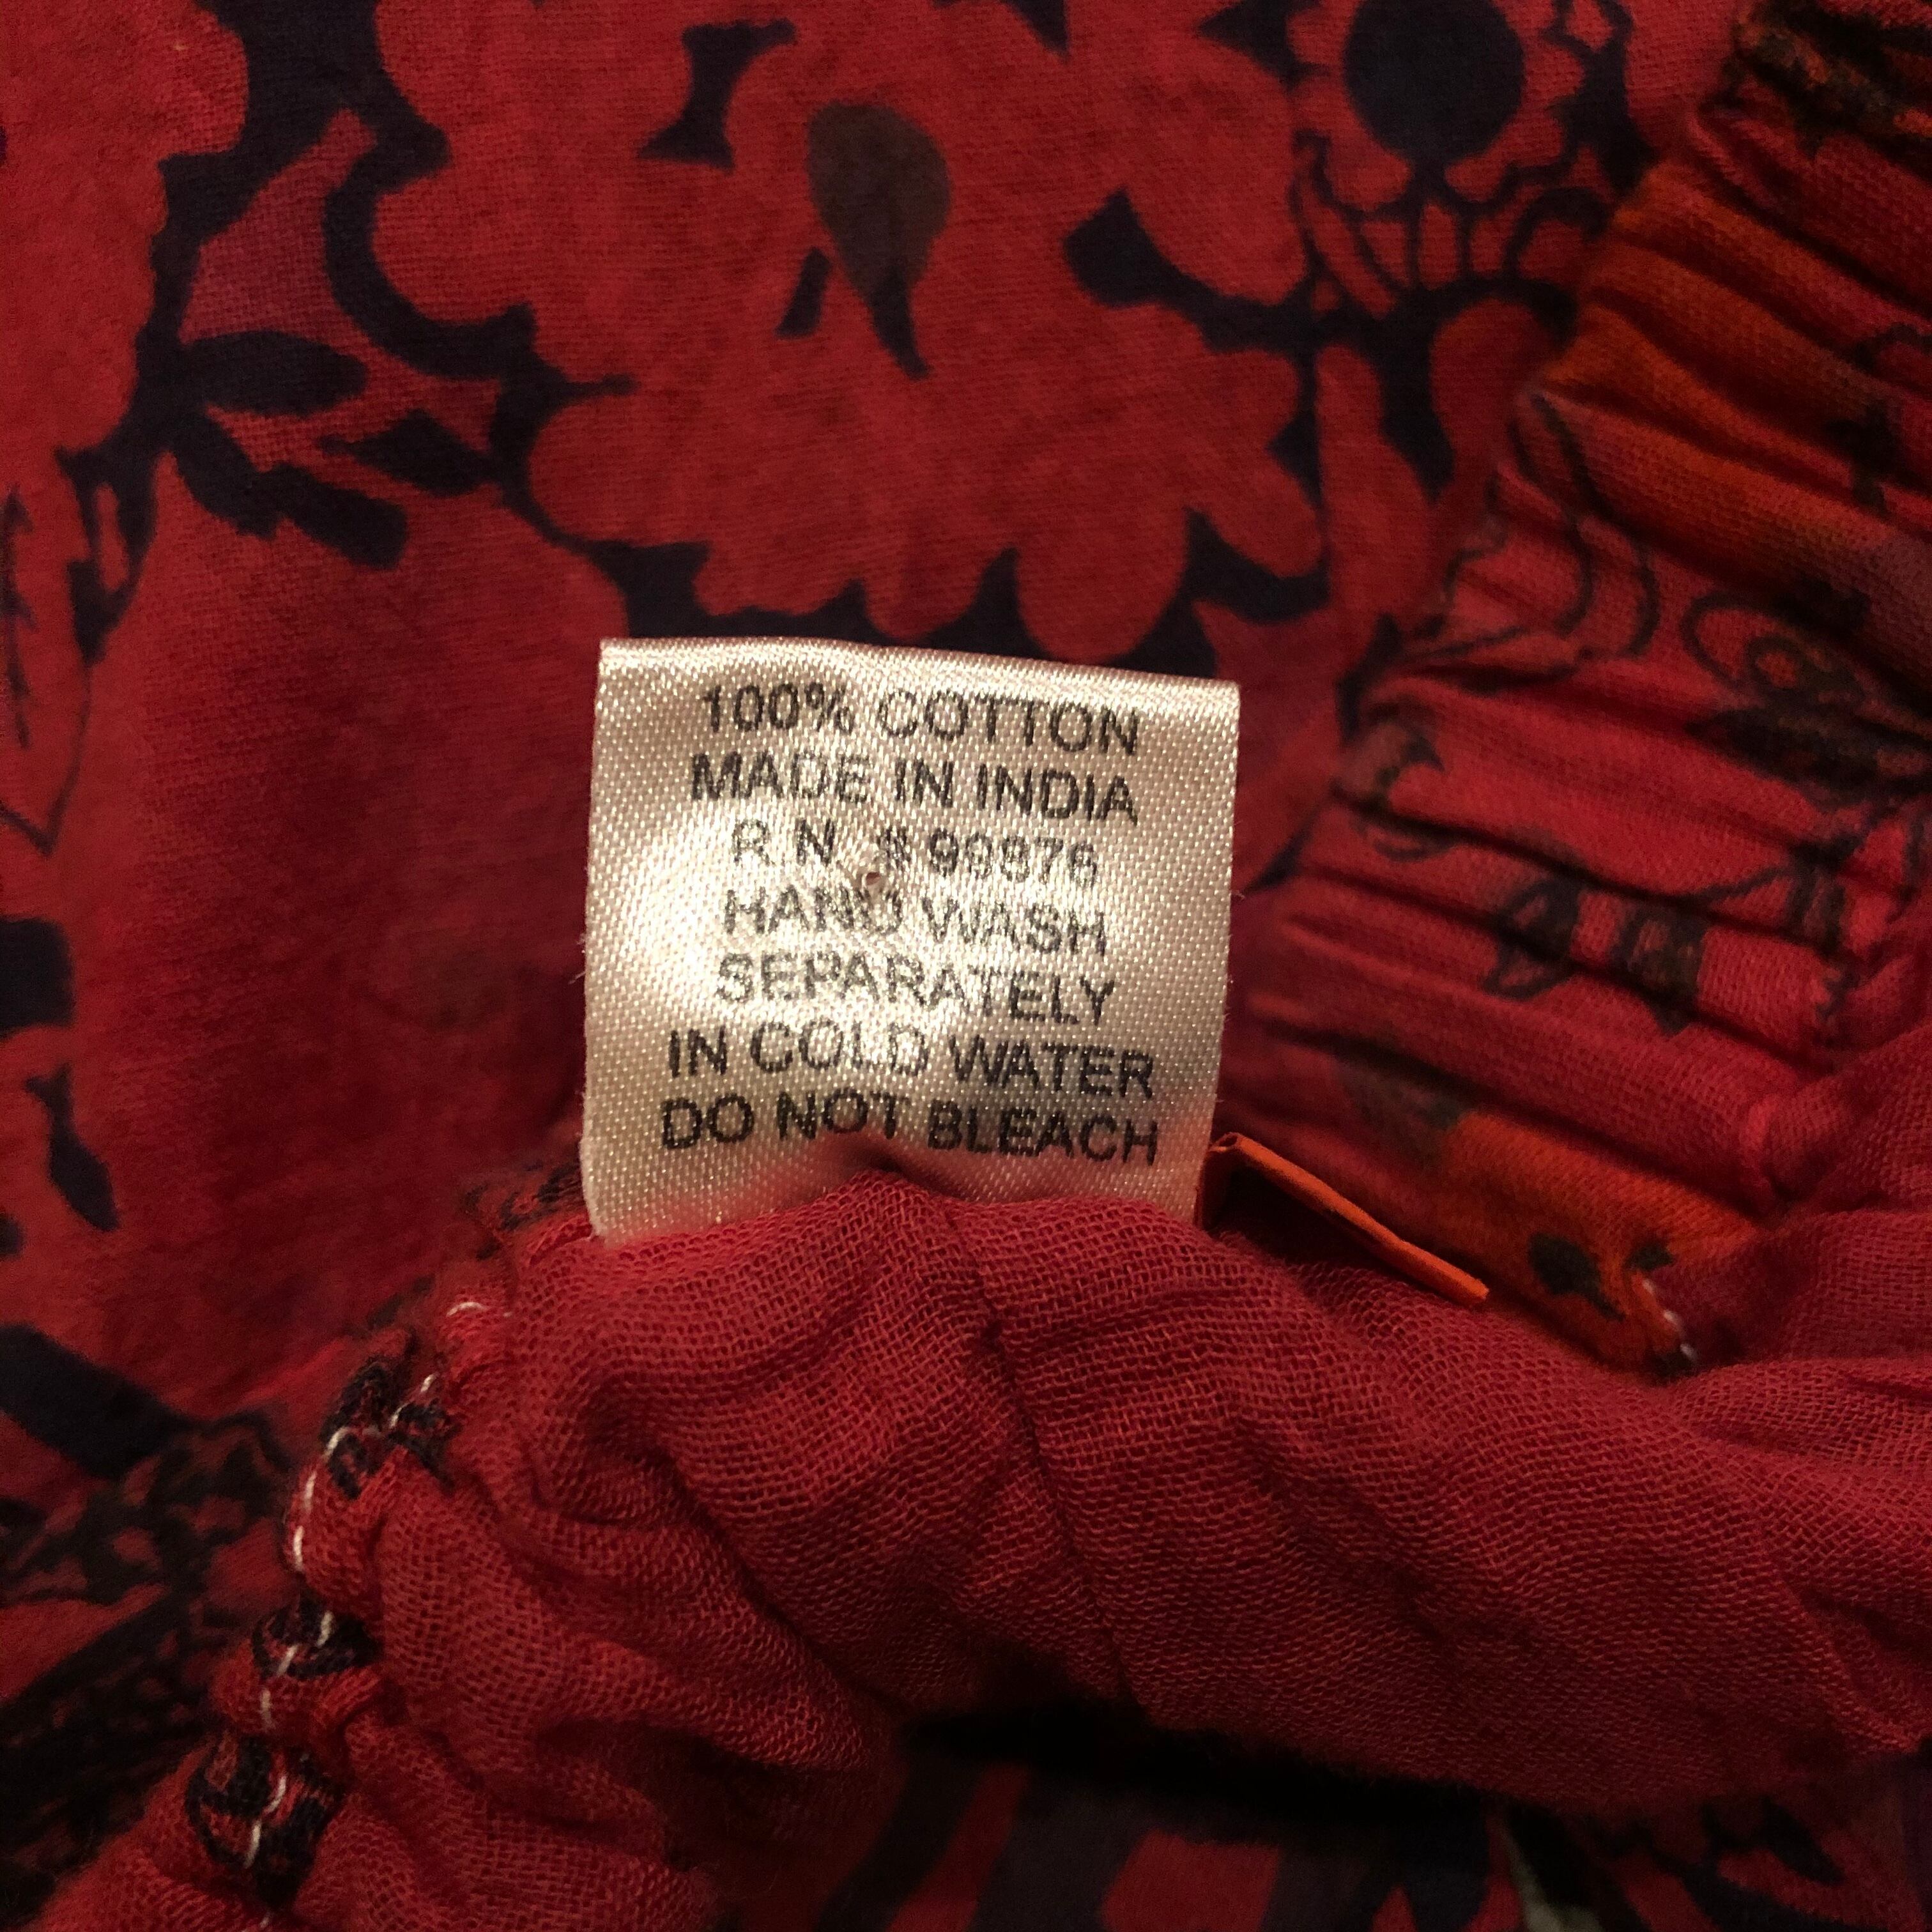 100% COTTON
MADE IN INDIA
R.N. # 99876
HAND WASH
SEPARATELY
IN COLD WATER
DO NOT BLEACH